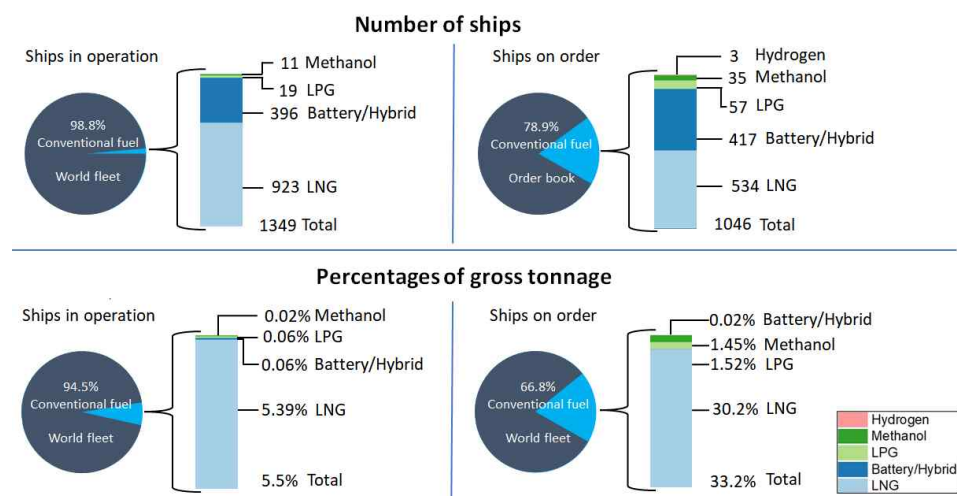 Number of ships
Ships in operation
98.8%
Conventional fuel
World fleet
11 Methanol
19 LPG
396 Battery/Hybrid
923 LNG
1349 Total
Ships on order
78.9%
Conventional fuel
Order book
3 Hydrogen
35 Methanol
57 LPG
417 Battery/Hybrid
534 LNG
1046 Total
Percentages of gross tonnage
Ships in operation
94.5%
Conventional fuel
World fleet
0.02% Methanol
0.06% LPG
0.06% Battery/Hybrid
5.39% LNG
5.5% Total
Ships on order
66.8%
Conventional fuel
World fleet
0.02% Battery/Hybrid
1.45% Methanol
1.52% LPG
30.2% LNG
33.2% Total
Hydrogen
Methanol
LPG
Battery/Hybrid
LNG